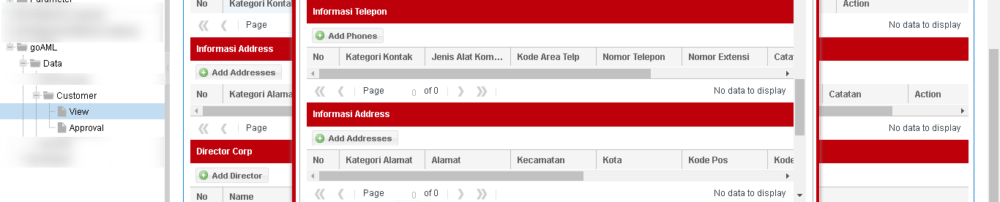 Parameter
goAML
Data
Customer
View
Approval
No Kategori Konta Action
Page No data to display
Informasi Address
Add Addresses
No Kategori Alama Catatan Action
Page No data to display
Director Corp
Add Director
No Name
Informasi Telepon
Add Phones
No Kategori Kontak Jenis Alat Kom... Kode Area Telp Nomor Telepon Nomor Extensi Catat
Page 0 of 0 No data to display
Informasi Address
Add Addresses
No Kategori Alamat Alamat Kecamatan Kota Kode Pos Kode
Page 0 of 0 No data to display